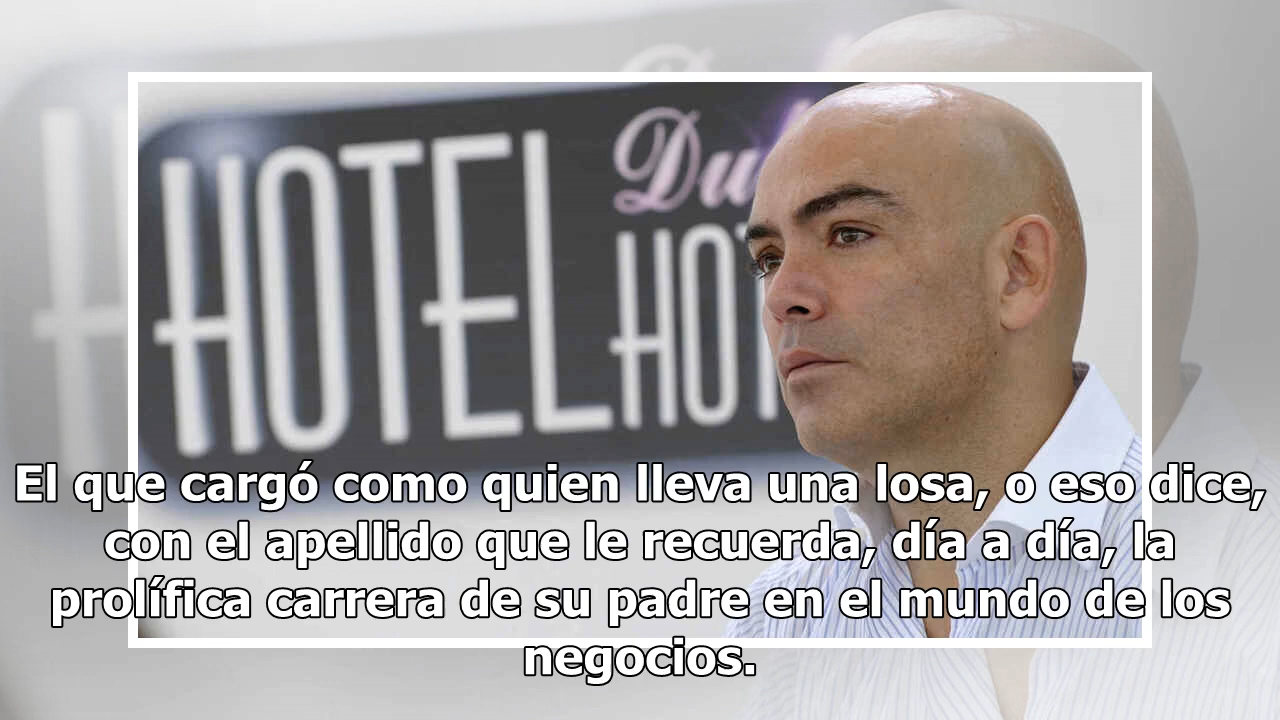 HOTEL
HOT
El que cargó como quien lleva una losa, o eso dice,
con el apellido que le recuerda, día a día, la
prolífica carrera de su padre en el mundo de los
negocios.